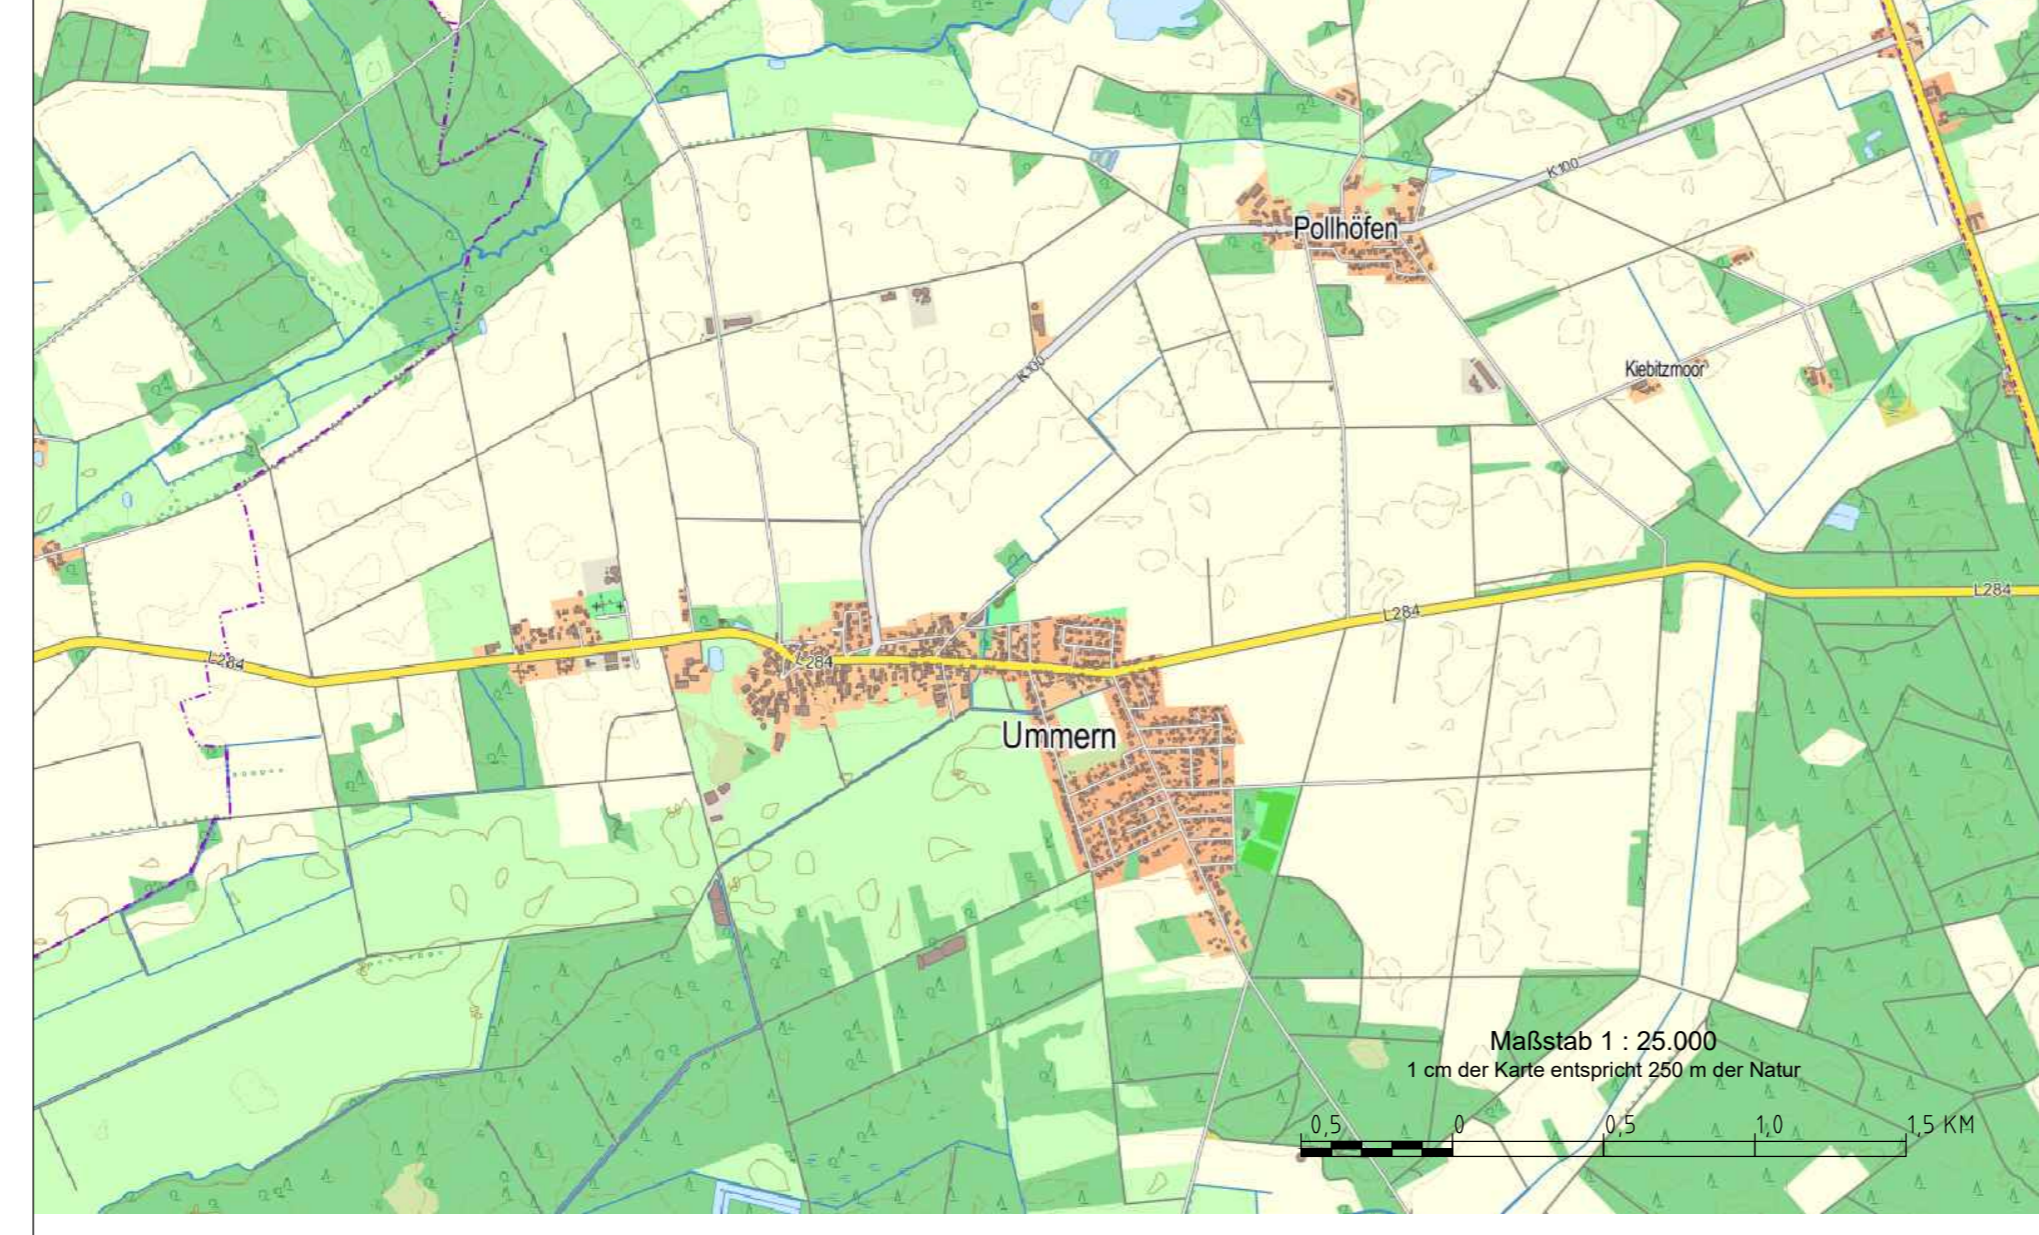 K100
Pollhöfen
K100
Kiebitzmoor
L284
L284
L284
L284
Ummern
Maßstab 1 : 25.000
1 cm der Karte entspricht 250 m der Natur
0,5 0 0,5 1,0 1,5 KM